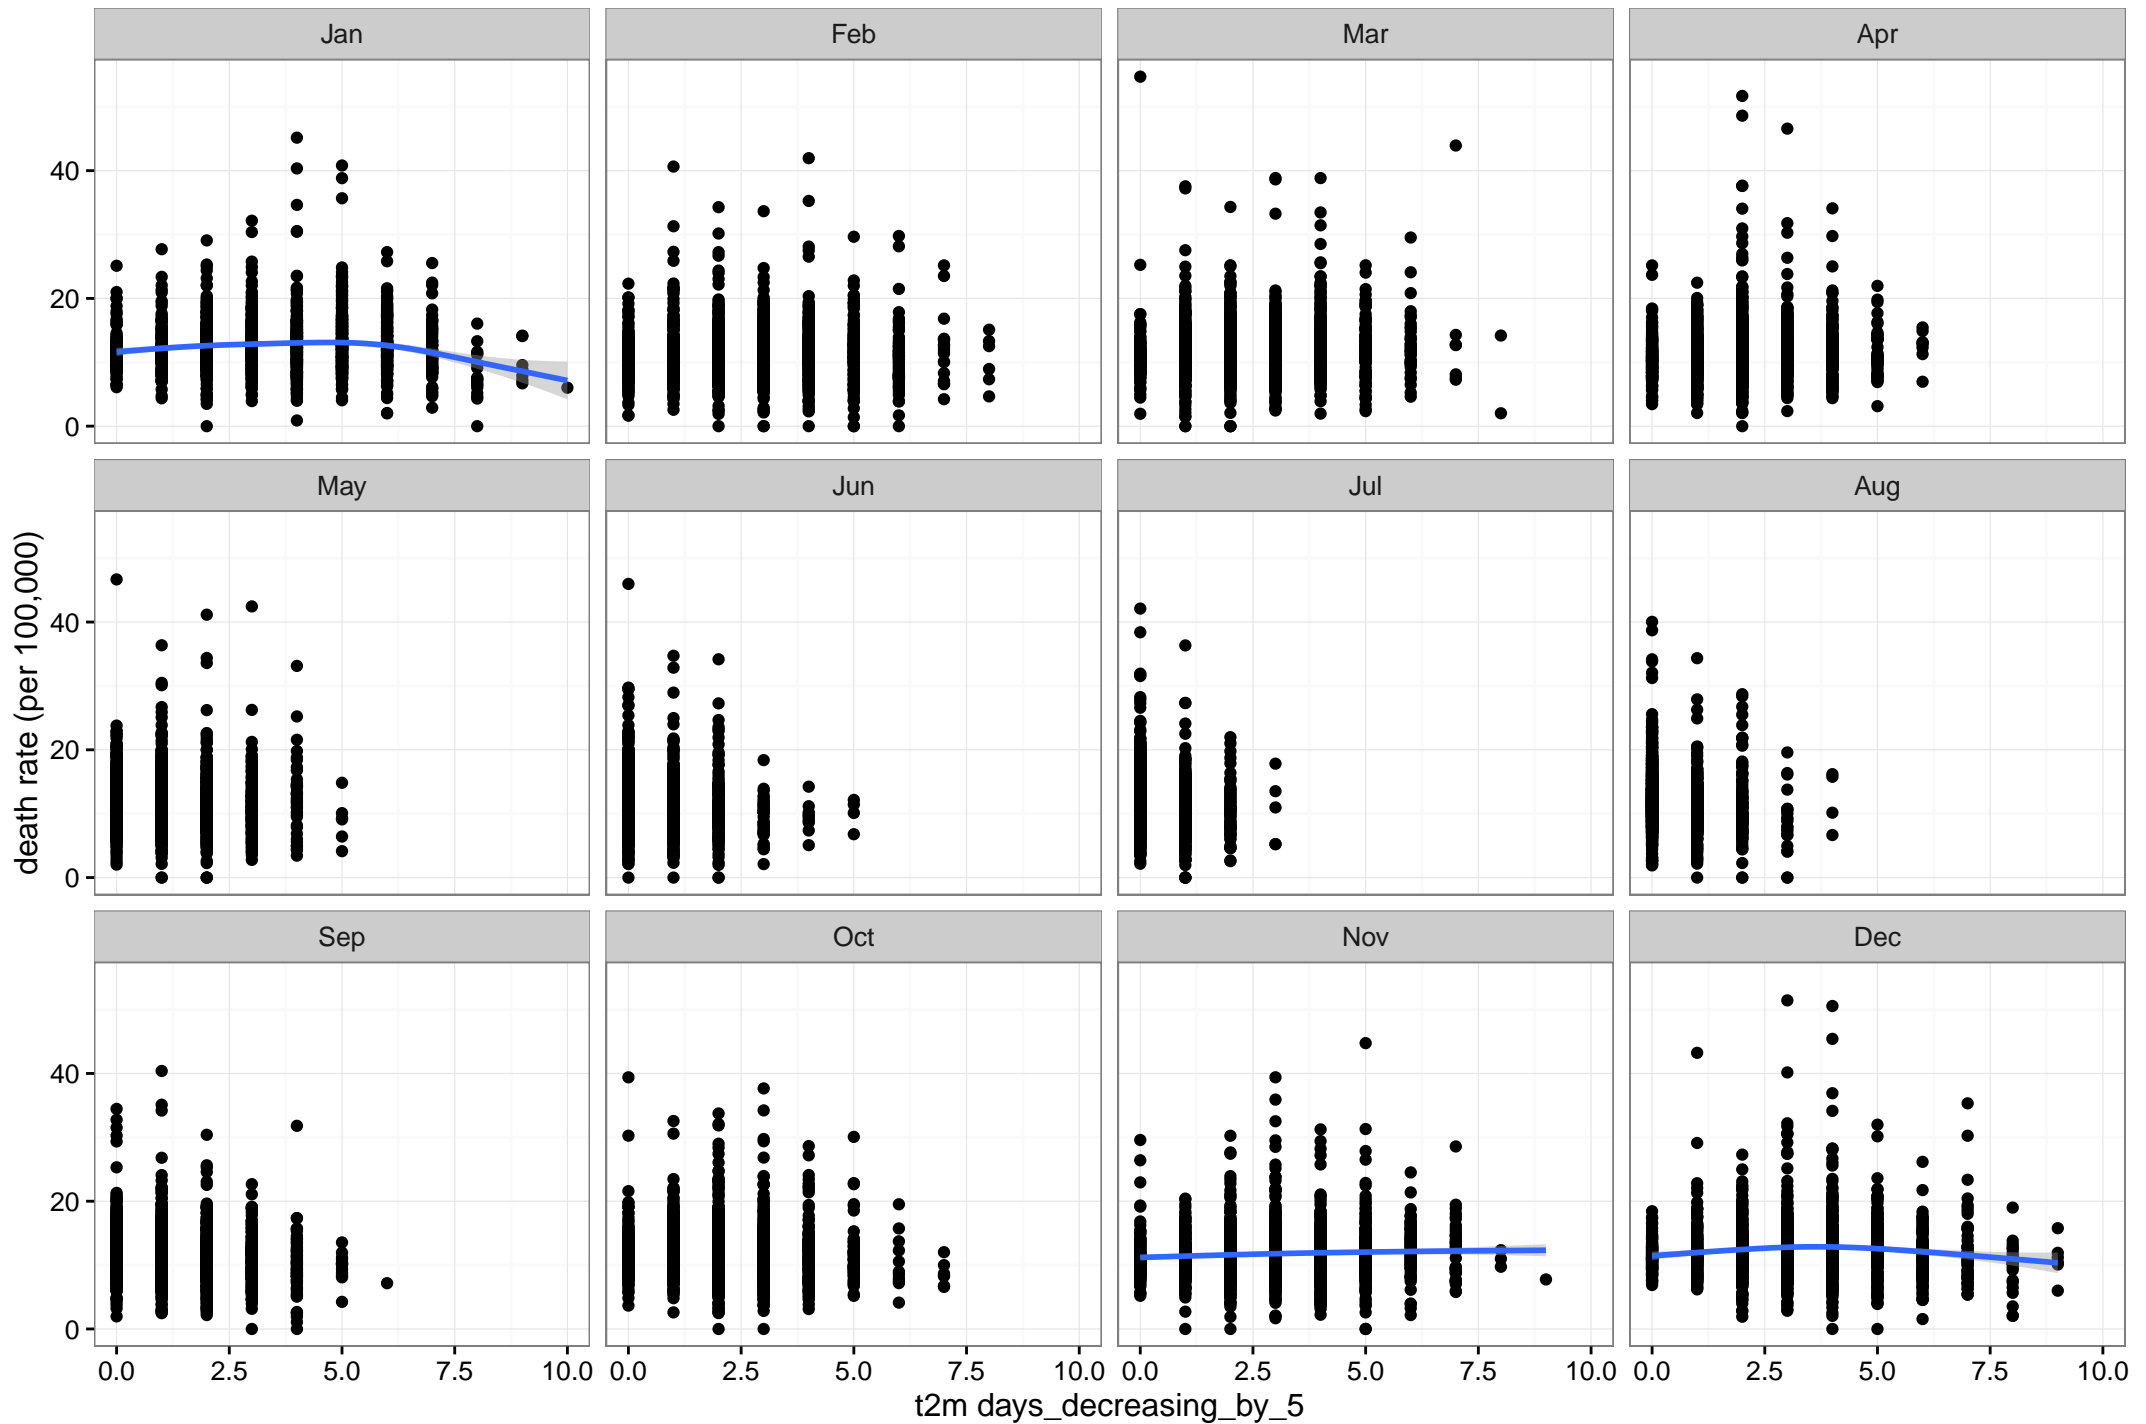 Jan Feb Mar Apr
40
20
0
May Jun Jul Aug
40
20
0
Sep Oct Nov Dec
40
20
0
0.0 2.5 5.0 7.5 10.0 0.0 2.5 5.0 7.5 10.0 0.0 2.5 5.0 7.5 10.0 0.0 2.5 5.0 7.5 10.0
t2m days_decreasing_by_5
death rate (per 100,000)